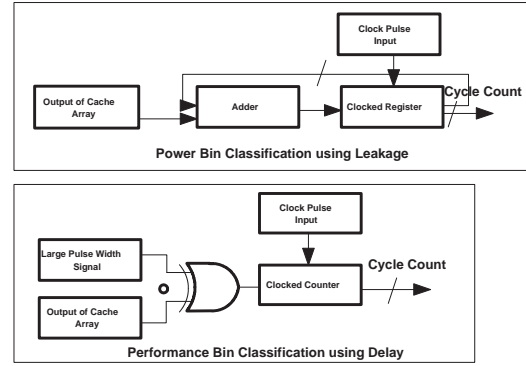 Clock Pulse
Input
Cycle Count
Output of Cache
Array
Adder
Clocked Register
Power Bin Classification using Leakage
Clock Pulse
Input
Large Pulse Width
Signal
Cycle Count
Clocked Counter
Output of Cache
Array
Performance Bin Classification using Delay